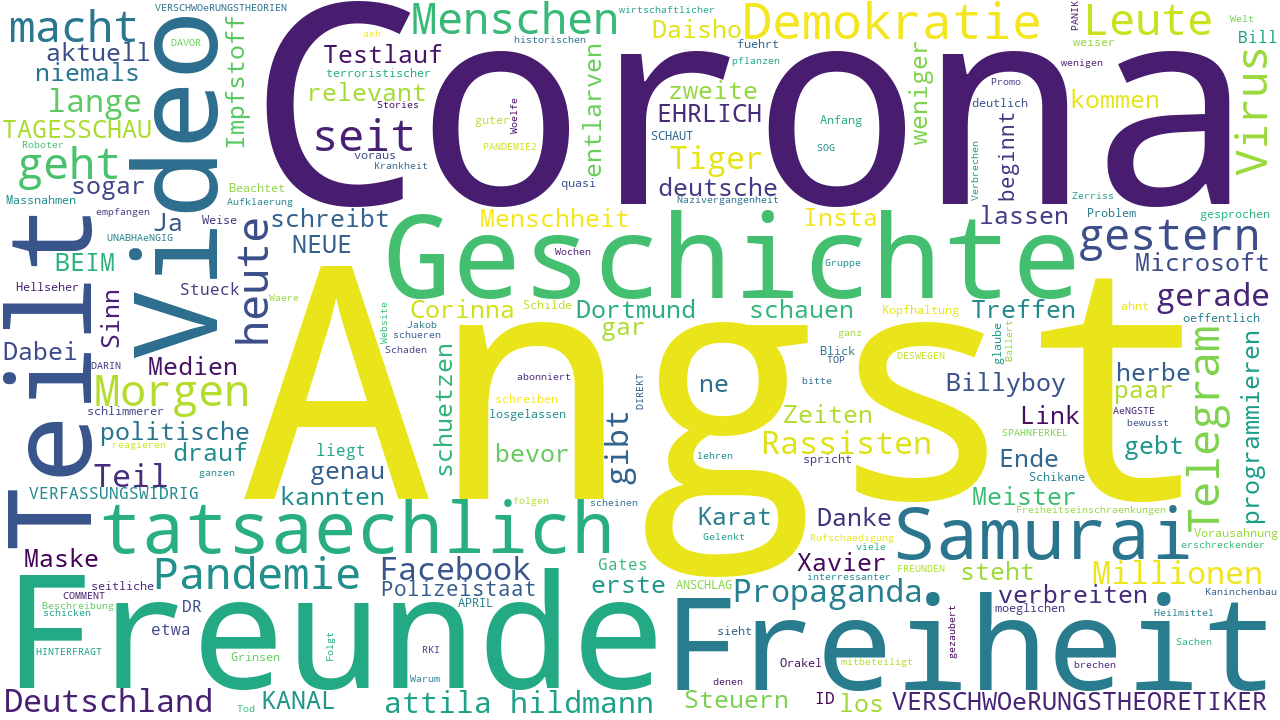 macht
VERSCHWOeRUNGSTHEORIEN
DAVOR
aktuell
niemals
lange
TAGESSCHAU
Roboter
geht
Massnahmen
sogar
empfangen
Ja
Weise
UNABHAeNGIG
BEIM
Video
Impfstoff
Beachtet
Aufklaerung
Corona
aeh
Testlauf
terroristischer
relevant
Stories
seit
voraus
Krankheit
Menschen
historischen
guter
Woelfe
PANDEMIE2
quasi
entlarven
wirtschaftlicher
Daisho
Demokratie
fuehrt
pflanzen
zweite
EHRLICH
SCHAUT
Tiger
deutsche
Nazivergangenheit
Anfang
SOG
weniger
Leute
PANIK
weiser
wenigen
Promo
deutlich
kommen
beginnt
Verbrechen
Welt
Bill
Virus
Zerriss
lassen
Problem
gesprochen
gestern
Microsoft
gerade
oeffentlich
schreibt
NEUE
heute
Menschheit
Wochen
Insta
Gruppe
Geschichte
Hellseher
Stueck
Waere
Teilt
Sinn
Dabei
DARIN
Medien
Morgen
schlimmerer
politische
drauf
reagieren
ganzen
Teil
VERFASSUNGSWIDRIG
Angst
Website
Corinna
Jakob
schueren
Schaden
Schilde
Dortmund
gar
schauen
Kopfhaltung
Treffen
ahnt
ganz
glaube
Ballert
Blick
ToP
DESWEGEN
bitte
abonniert
schreiben
losgelassen
DIREKT
ne
Billyboy
herbe
paar
AeNGSTE
bewusst
Link
Zeiten
Rassisten
SPAHNFERKEL
gebt
Telegram
programmieren
schuetzen
bevor
gibt
lehren
spricht
Ende
Schikane
liegt
genau
kannten
folgen
scheinen
Meister
Freiheitseinschraenkungen
tatsaechlich
Karat
Gelenkt
Danke
Rufschaedigung
viele
Samurai
Vorausahnung
erschreckender
Maske
seitliche
Pandemie
Facebook
Polizeistaat
Gates
erste
ANSCHLAG
Xavier
interressanter
FREUNDEN
steht
Millionen
Kaninchenbau
COMMENT
Beschreibung
schicken
DR
etwa
APRIL
Propaganda
verbreiten
moeglichen
Heilmittel
HINTERFRAGT
Grinsen
Folgt
RKI
Warum
Freunde
sieht
gezaubert
Orakel
mitbeteiligt
brechen
Sachen
Freiheit
denen
Deutschland
Tod
KANAL
attila hildmann
Steuern
ID
los
VERSCHWOeRUNGSTHEORETIKER